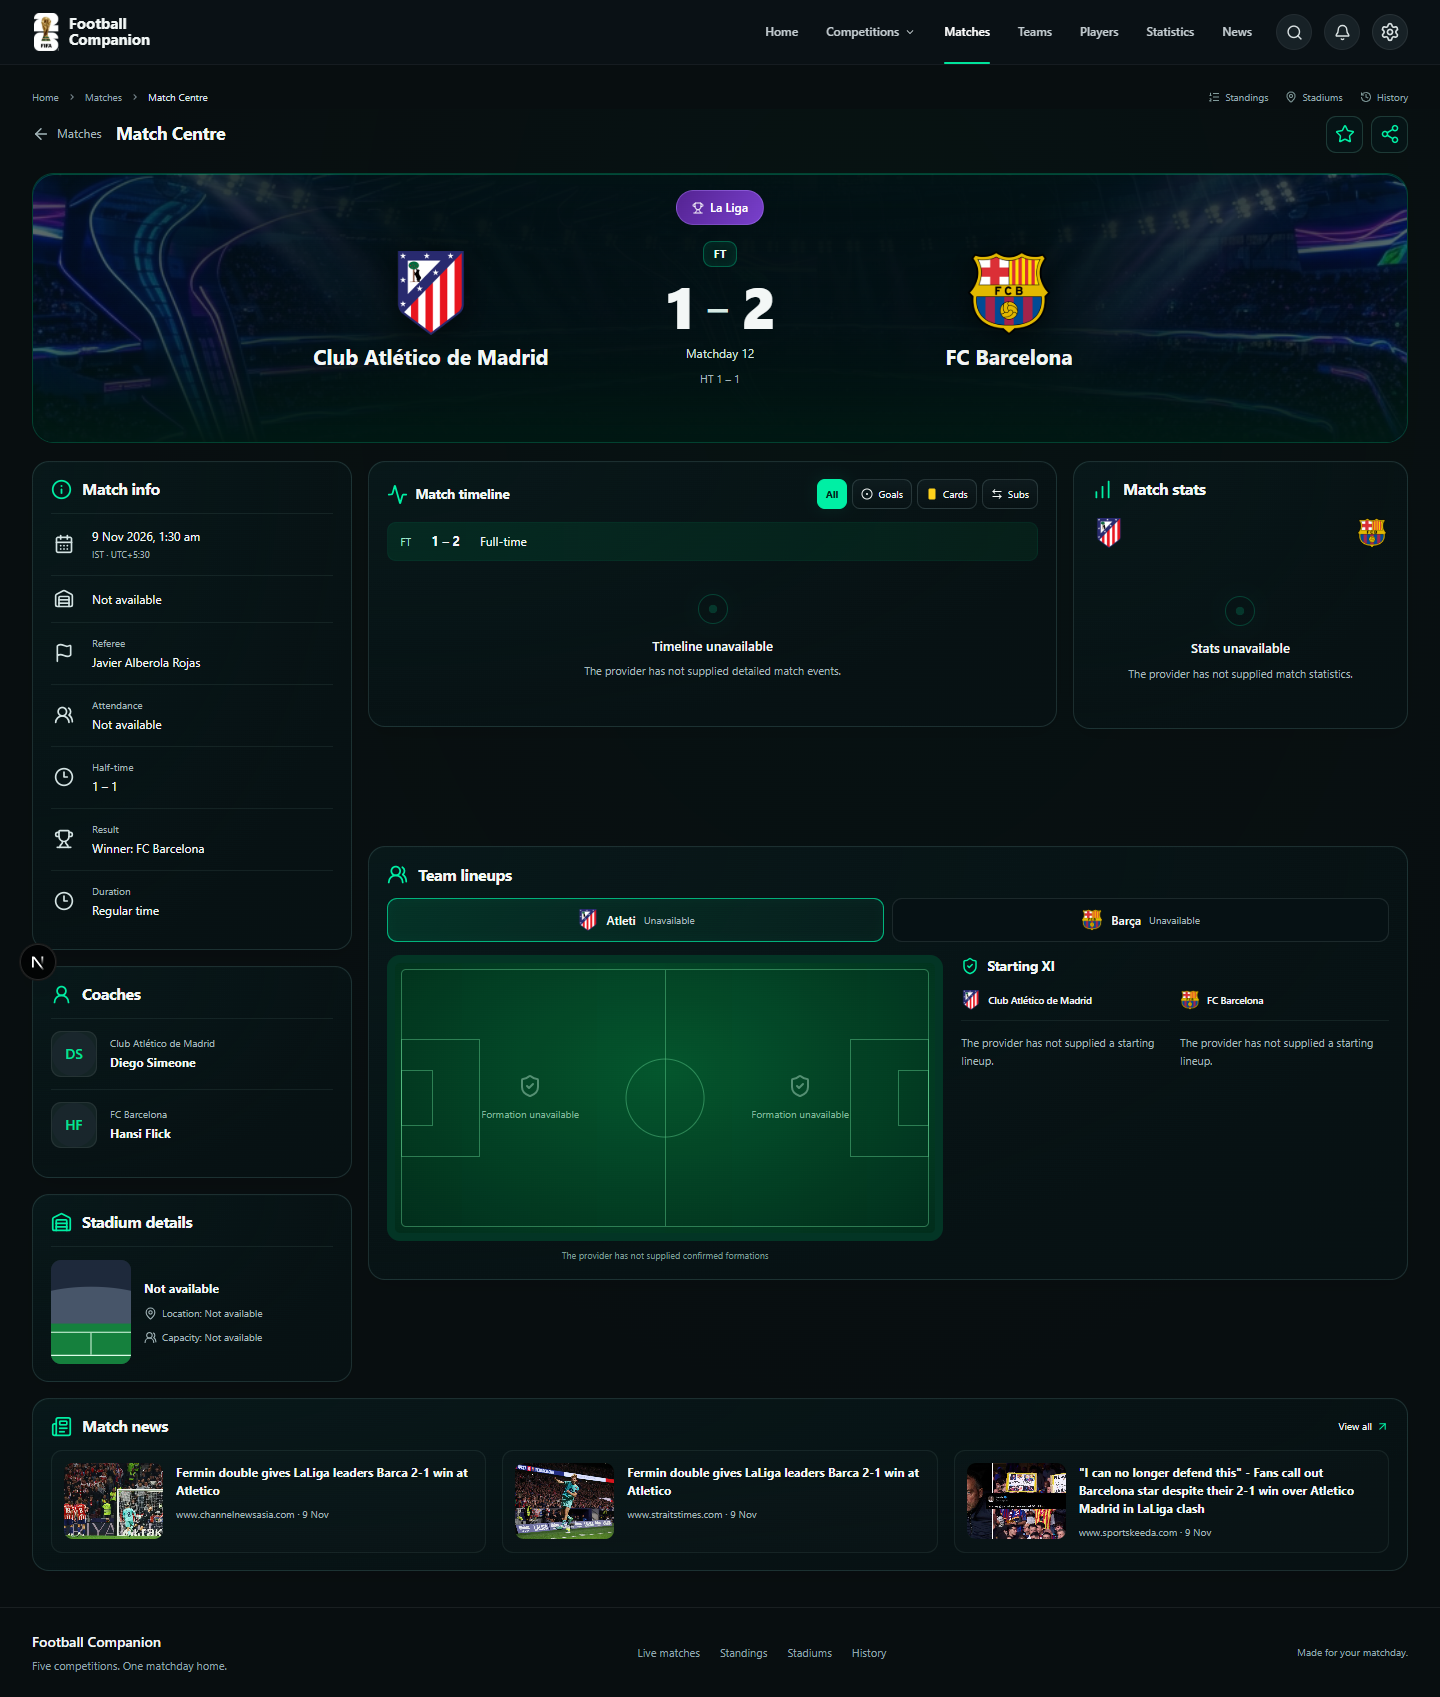 FIFA
Football
Companion
Home
Competitions
Matches
Teams
Players
Statistics
News
Home > Matches > Match Centre
Standings
Stadiums
History
Matches
Match Centre
La Liga
FT
1 – 2
Matchday 12
HT 1 – 1
Club Atlético de Madrid
FCB
FC Barcelona
Match info
9 Nov 2026, 1:30 am
IST · UTC+5:30
Not available
Referee
Javier Alberola Rojas
Attendance
Not available
Half-time
1 – 1
Result
Winner: FC Barcelona
Duration
Regular time
Match timeline
All
Goals
Cards
Subs
FT 1 – 2 Full-time
Timeline unavailable
The provider has not supplied detailed match events.
Match stats
Stats unavailable
The provider has not supplied match statistics.
N
Coaches
DS
Club Atlético de Madrid
Diego Simeone
HF
FC Barcelona
Hansi Flick
Stadium details
Not available
Location: Not available
Capacity: Not available
Team lineups
Atleti Unavailable
Barça Unavailable
Formation unavailable
Formation unavailable
The provider has not supplied confirmed formations
Starting XI
Club Atlético de Madrid
The provider has not supplied a starting
lineup.
FC Barcelona
The provider has not supplied a starting
lineup.
Match news
View all
Fermin double gives LaLiga leaders Barca 2-1 win at
Atletico
www.channelnewsasia.com · 9 Nov
Fermin double gives LaLiga leaders Barca 2-1 win at
Atletico
www.straitstimes.com · 9 Nov
"I can no longer defend this" - Fans call out
Barcelona star despite their 2-1 win over Atletico
Madrid in LaLiga clash
www.sportskeeda.com · 9 Nov
Football Companion
Five competitions. One matchday home.
Live matches
Standings
Stadiums
History
Made for your matchday.